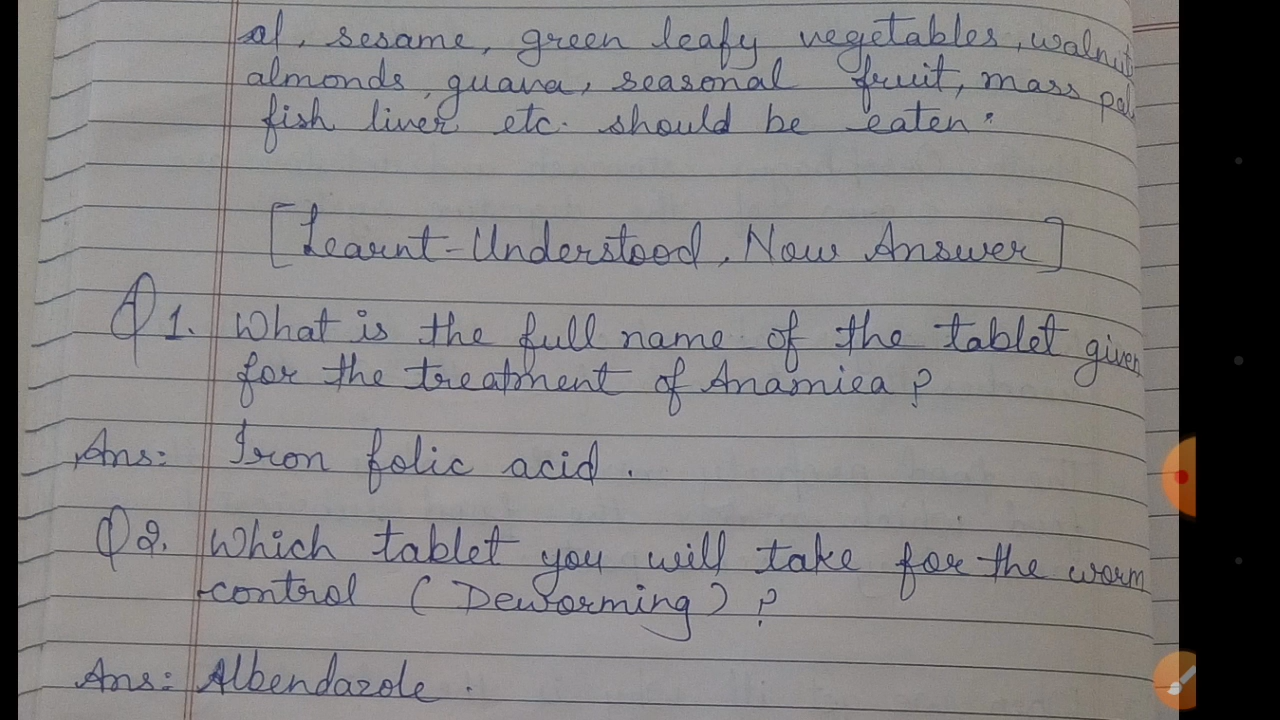 al, sesame, green leafy vegetables, walnut
almonds, guava, seasonal fruit, mass
fish liver etc. should be eaten.
[Learnt-Understood, Now Answer]
Q1. What is the full name of the tablet given
for the treatment of Anamiea?
Ans: Iron folic acid.
Q2. Which tablet you will take for the worm
control (Deworming)?
Ans: Albendazole.